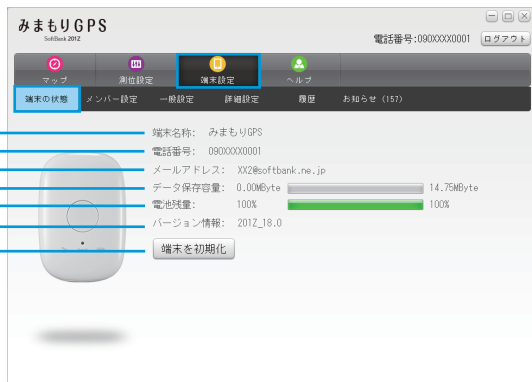 みまもりGPS
SoftBank 201Z
電話番号:090XXXX0001 ログアウト
マップ 測位設定 端末設定 ヘルプ
端末の状態 メンバー設定 一般設定 詳細設定 履歴 お知らせ (157)
端末名称: みまもりGPS
電話番号: 090XXXX0001
メールアドレス: XX2@softbank.ne.jp
データ保存容量: 0.00MByte 14.75MByte
電池残量: 100% 100%
バージョン情報: 201Z_18.0
端末を初期化